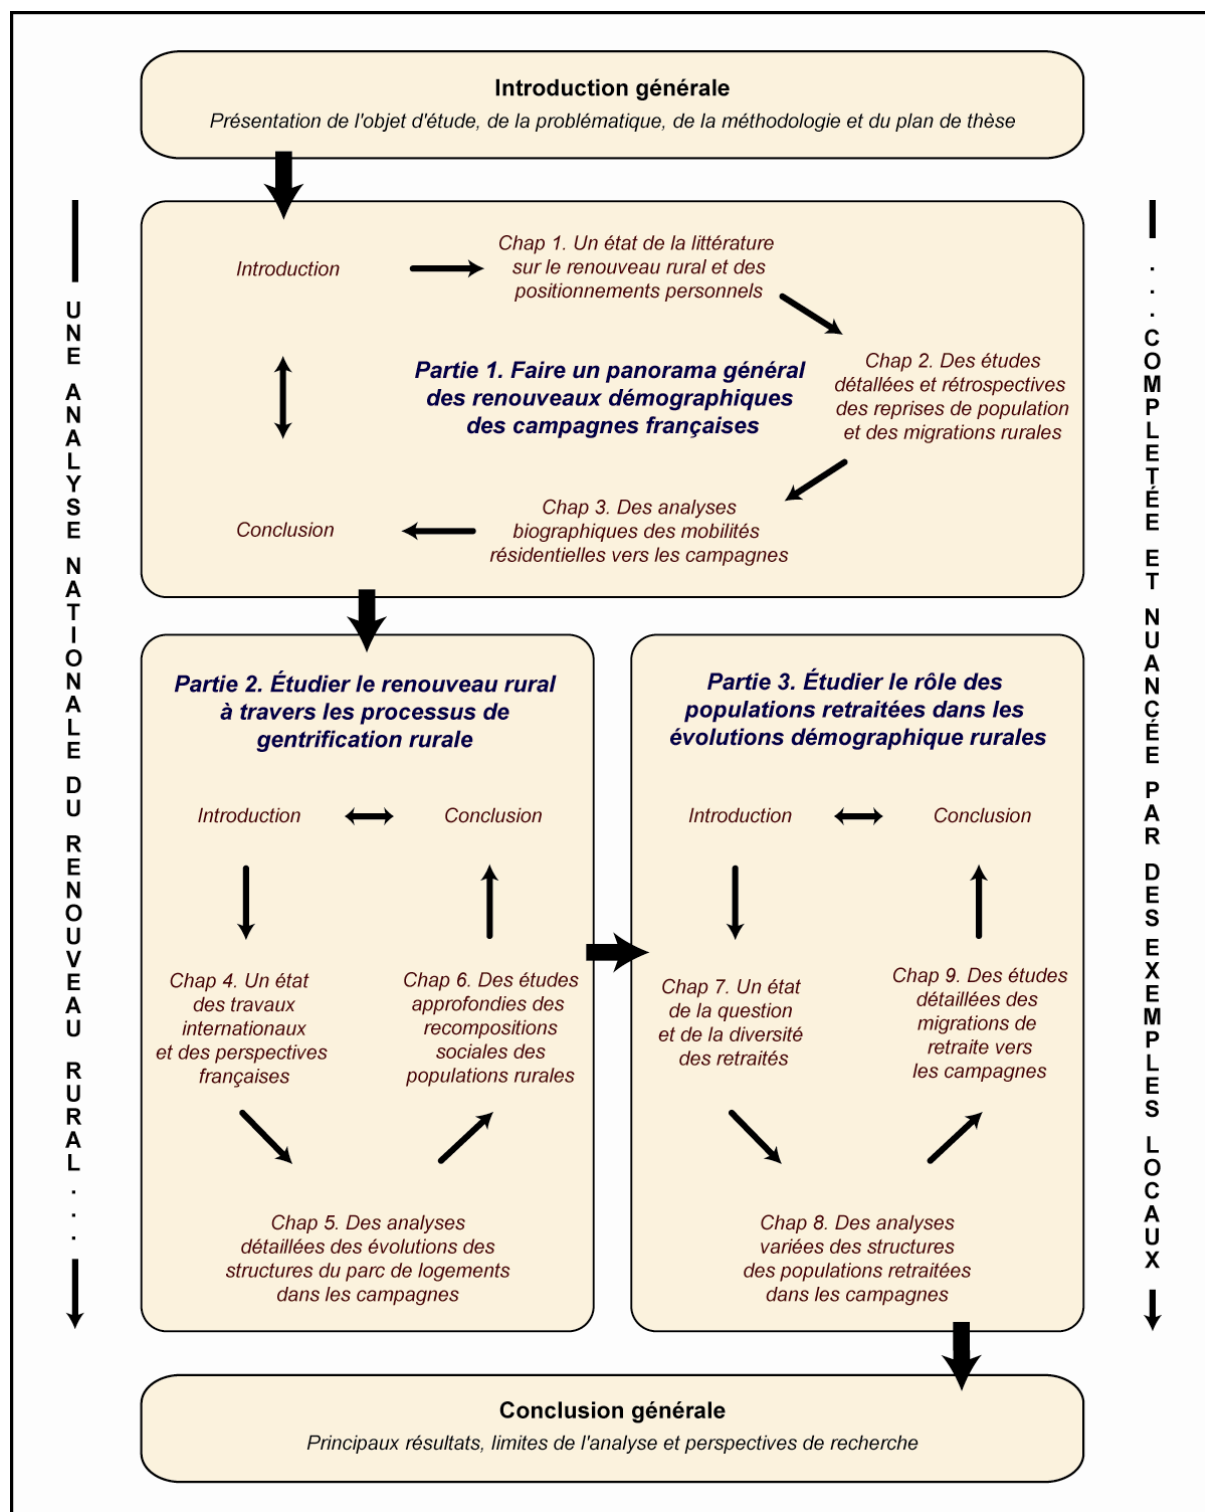 Introduction générale
Présentation de l'objet d'étude, de la problématique, de la méthodologie et du plan de thèse
UNE ANALYSE NATIONALE DU RENOUVEAU RURAL...
Introduction
Chap 1. Un état de la littérature
sur le renouveau rural et des
positionnements personnels
Partie 1. Faire un panorama général
des renouveaux démographiques
des campagnes françaises
Chap 2. Des études
détallées et rétrospectives
des reprises de population
et des migrations rurales
Chap 3. Des analyses
biographiques des mobilités
résidentielles vers les campagnes
Conclusion
Partie 2. Étudier le renouveau rural
à travers les processus de
gentrification rurale
Introduction
Conclusion
Chap 4. Un état
des travaux
internationaux
et des perspectives
françaises
Chap 6. Des études
approfondies des
recompositions
sociales des
populations rurales
Chap 5. Des analyses
détaillées des évolutions des
structures du parc de logements
dans les campagnes
Partie 3. Étudier le rôle des
populations retraitées dans les
évolutions démographique rurales
Introduction
Conclusion
Chap 7. Un état
de la question
et de la diversité
des retraités
Chap 9. Des études
détaillées des
migrations de
retraite vers
les campagnes
Chap 8. Des analyses
variées des structures
des populations retraitées
dans les campagnes
...COMPLETÉE ET NUANCÉE PAR DES EXEMPLES LOCAUX
Conclusion générale
Principaux résultats, limites de l'analyse et perspectives de recherche